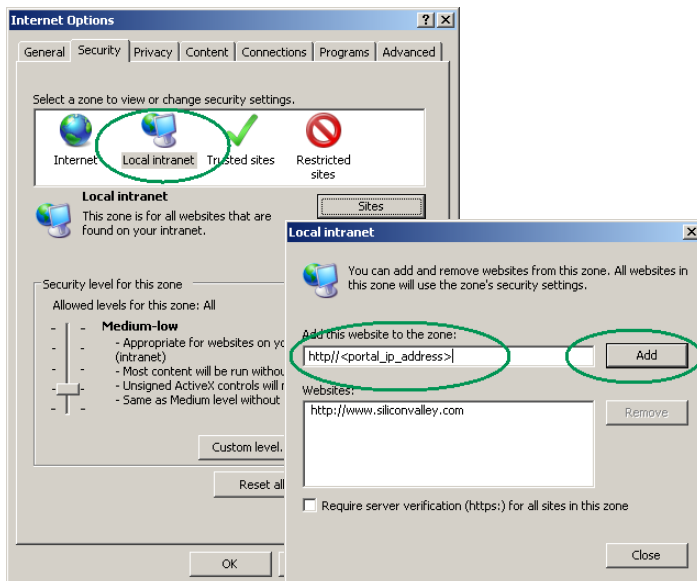 Internet Options
General Security Privacy Content Connections Programs Advanced
Select a zone to view or change security settings.
Internet Local intranet Trusted sites Restricted
sites
Local intranet
This zone is for all websites that are
found on your intranet.
Sites
Security level for this zone
Allowed levels for this zone: All
Medium-low
- Appropriate for websites on
(intranet)
- Most content will be run
- Unsigned ActiveX controls will
- Same as Medium level without
Custom level.
Reset all
OK
Local intranet
You can add and remove websites from this zone. All websites in
this zone will use the zone's security settings.
Add this website to the zone:
http//<portal_ip_address>
Add
Websites:
http://www.siliconvalley.com
Remove
Require server verification (https:) for all sites in this zone
Close